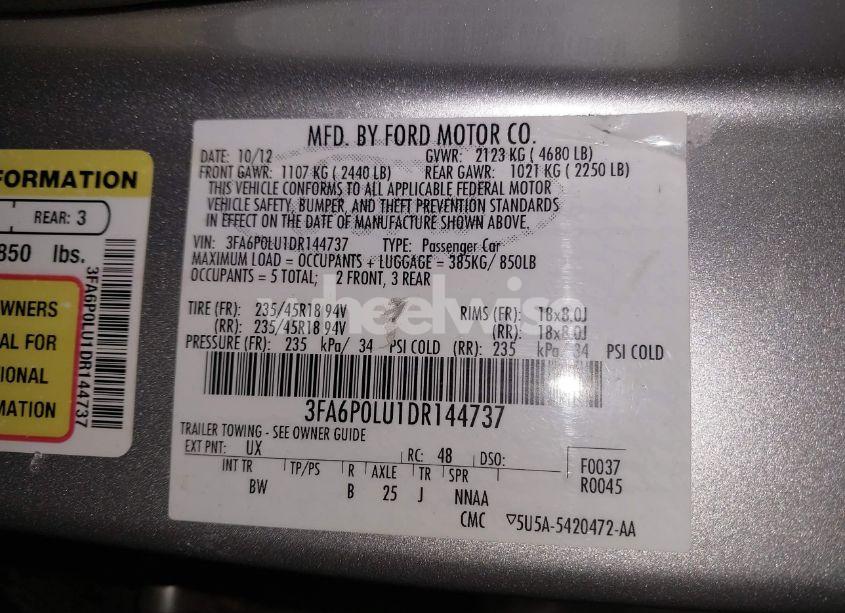 MFD. BY FORD MOTOR CO.
DATE: 10/12 GVWR: 2123 KG ( 4680 LB)
FRONT GAWR: 1107 KG ( 2440 LB) REAR GAWR: 1021 KG ( 2250 LB)
THIS VEHICLE CONFORMS TO ALL APPLICABLE FEDERAL MOTOR
VEHICLE SAFETY, BUMPER, AND THEFT PREVENTION STANDARDS
IN EFFECT ON THE DATE OF MANUFACTURE SHOWN ABOVE.
VIN: 3FA6P0LU1DR144737 TYPE: Passenger Car
MAXIMUM LOAD = OCCUPANTS + LUGGAGE = 385KG/ 850LB
OCCUPANTS = 5 TOTAL; 2 FRONT, 3 REAR
TIRE (FR): 235/45R18 94V RIMS (FR): 18x8.0J
(RR): 235/45R18 94V (RR): 18x8.0J
PRESSURE (FR): 235 kPa/ 34 PSI COLD (RR): 235 kPa 34 PSI COLD
3FA6P0LU1DR144737
TRAILER TOWING - SEE OWNER GUIDE
EXT PNT: UX RC: 48 DSO: F0037
INT TR TP/PS R AXLE TR SPR R0045
BW B 25 J NNAA
CMC 5U5A-5420472-AA
FORMATION
REAR: 3
850 lbs.
WNERS
AL FOR
IONAL
MATION
3FA6P0LU1DR144737
wheelwise